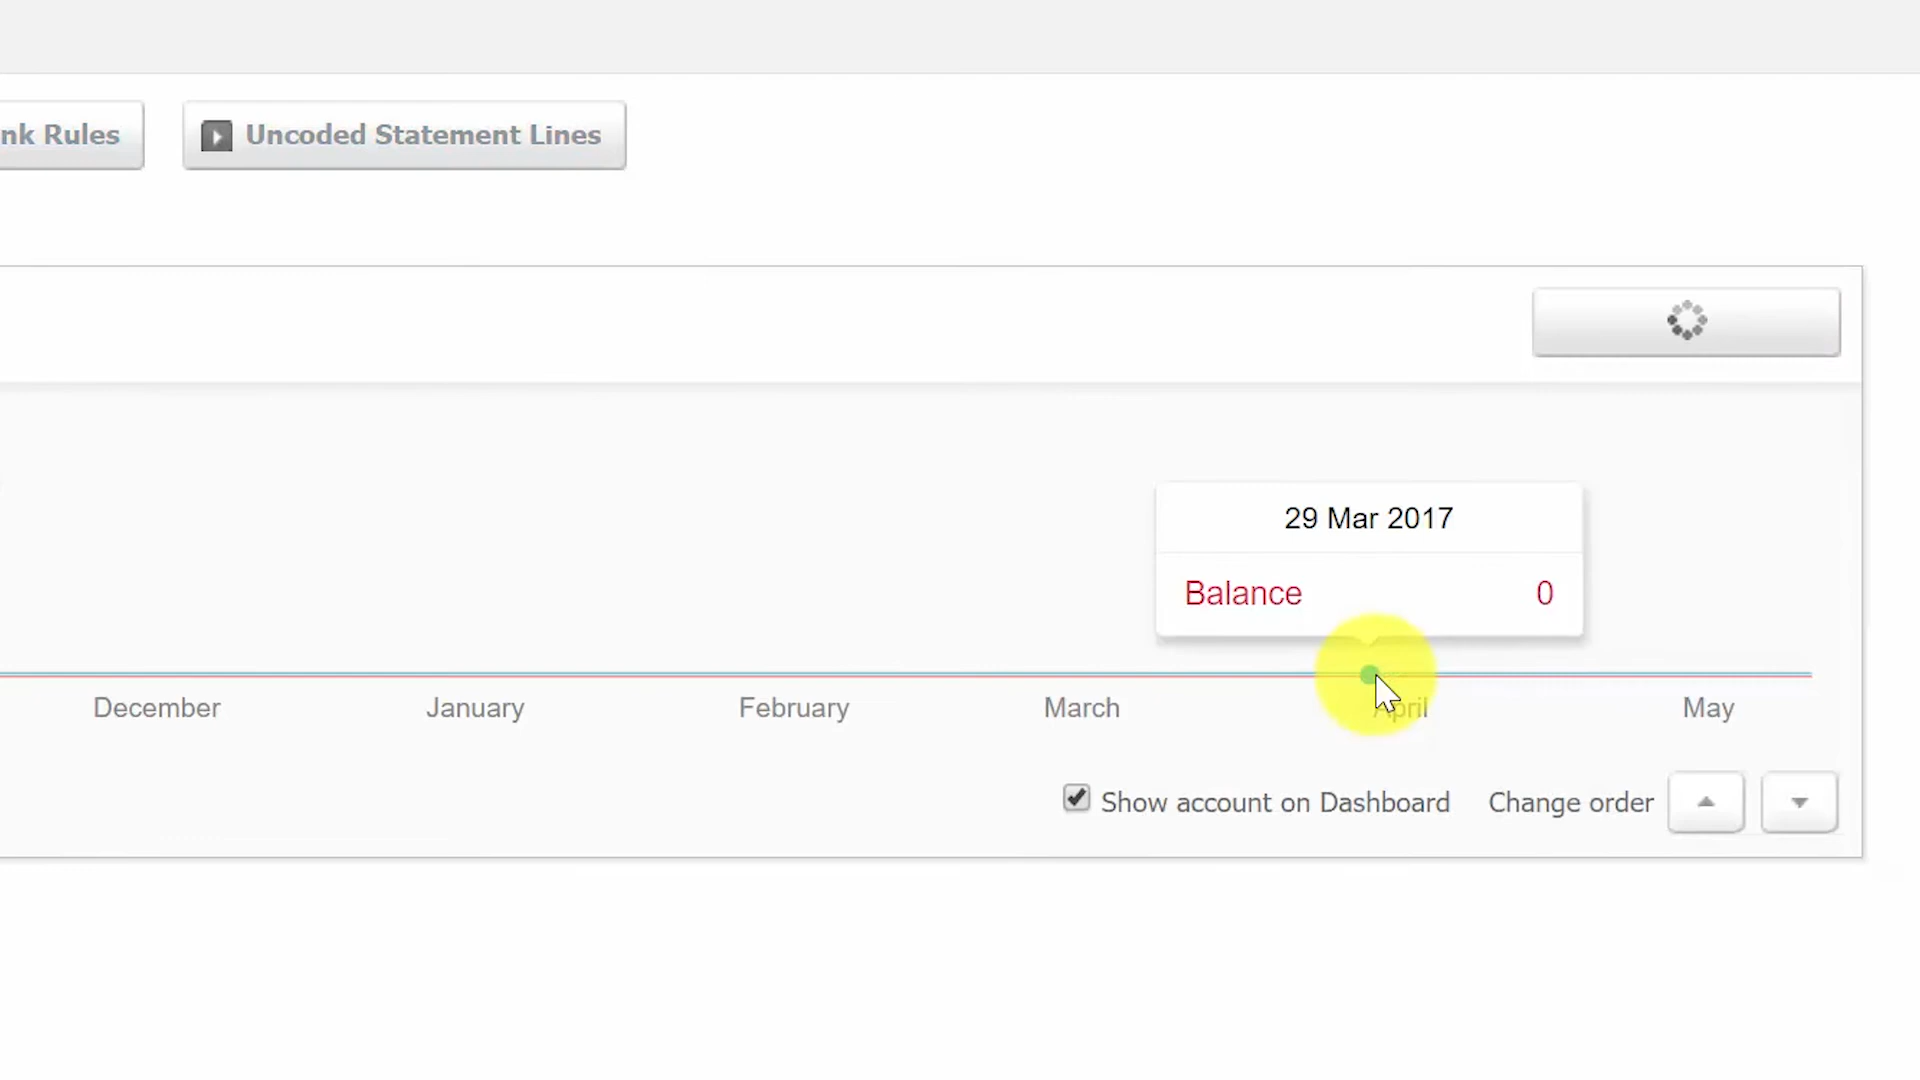 nk Rules
Uncoded Statement Lines
29 Mar 2017
Balance 0
December January February March April May
Show account on Dashboard Change order